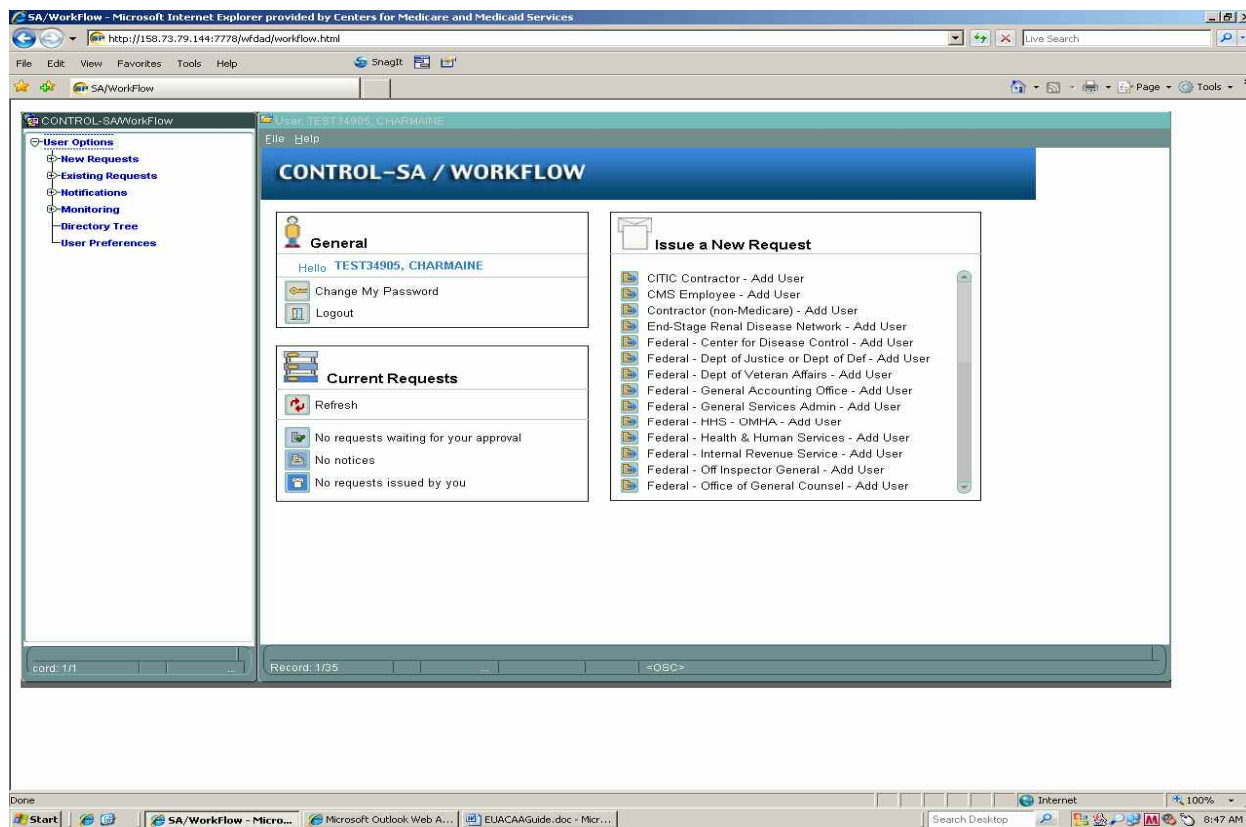 SA/WorkFlow - Microsoft Internet Explorer provided by Centers for Medicare and Medicaid Services
http://158.73.79.144:7778/wfdad/workflow.html
Live Search
File Edit View Favorites Tools Help
SnagIt
SA/WorkFlow
Page
Tools
CONTROL-SA/WorkFlow
User Options
New Requests
Existing Requests
Notifications
Monitoring
Directory Tree
User Preferences
User: TEST34905, CHARMAINE
File Help
CONTROL-SA / WORKFLOW
General
Hello TEST34905, CHARMAINE
Change My Password
Logout
Current Requests
Refresh
No requests waiting for your approval
No notices
No requests issued by you
Issue a New Request
CITIC Contractor - Add User
CMS Employee - Add User
Contractor (non-Medicare) - Add User
End-Stage Renal Disease Network - Add User
Federal - Center for Disease Control - Add User
Federal - Dept of Justice or Dept of Def - Add User
Federal - Dept of Veteran Affairs - Add User
Federal - General Accounting Office - Add User
Federal - General Services Admin - Add User
Federal - HHS - OMHA - Add User
Federal - Health & Human Services - Add User
Federal - Internal Revenue Service - Add User
Federal - Off Inspector General - Add User
Federal - Office of General Counsel - Add User
cord: 1/1 ...
Record: 1/35 ... <OSC>
Done
Internet
100%
Start
SA/WorkFlow - Micro...
Microsoft Outlook Web A...
EUACAAGuide.doc - Micr...
Search Desktop
8:47 AM